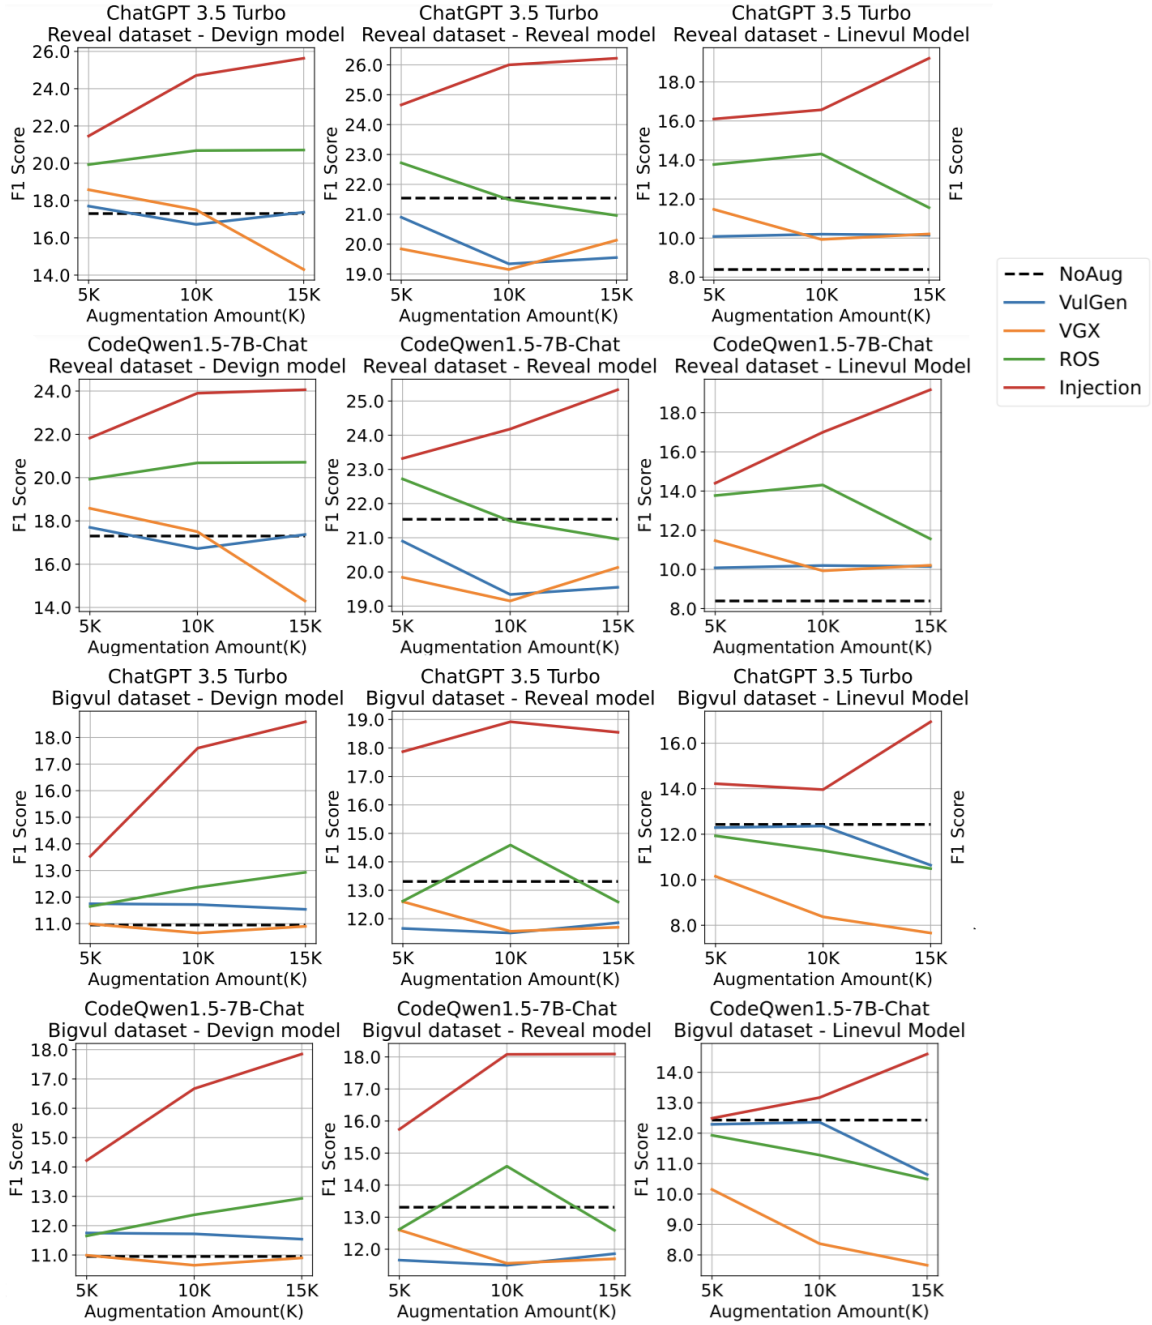 ChatGPT 3.5 Turbo
Reveal dataset - Devign model
26.0
24.0
22.0
20.0
18.0
16.0
14.0
F1 Score
5K 10K 15K
Augmentation Amount(K)
ChatGPT 3.5 Turbo
Reveal dataset - Reveal model
26.0
25.0
24.0
23.0
22.0
21.0
20.0
19.0
F1 Score
5K 10K 15K
Augmentation Amount(K)
ChatGPT 3.5 Turbo
Reveal dataset - Linevul Model
18.0
16.0
14.0
12.0
10.0
8.0
F1 Score
5K 10K 15K
Augmentation Amount(K)
F1 Score
NoAug
VulGen
VGX
ROS
Injection
CodeQwen1.5-7B-Chat
Reveal dataset - Devign model
24.0
22.0
20.0
18.0
16.0
14.0
F1 Score
5K 10K 15K
Augmentation Amount(K)
CodeQwen1.5-7B-Chat
Reveal dataset - Reveal model
25.0
24.0
23.0
22.0
21.0
20.0
19.0
F1 Score
5K 10K 15K
Augmentation Amount(K)
CodeQwen1.5-7B-Chat
Reveal dataset - Linevul Model
18.0
16.0
14.0
12.0
10.0
8.0
F1 Score
5K 10K 15K
Augmentation Amount(K)
ChatGPT 3.5 Turbo
Bigvul dataset - Devign model
18.0
17.0
16.0
15.0
14.0
13.0
12.0
11.0
F1 Score
5K 10K 15K
Augmentation Amount(K)
ChatGPT 3.5 Turbo
Bigvul dataset - Reveal model
19.0
18.0
17.0
16.0
15.0
14.0
13.0
12.0
F1 Score
5K 10K 15K
Augmentation Amount(K)
ChatGPT 3.5 Turbo
Bigvul dataset - Linevul Model
16.0
14.0
12.0
10.0
8.0
F1 Score
5K 10K 15K
Augmentation Amount(K)
F1 Score
CodeQwen1.5-7B-Chat
Bigvul dataset - Devign model
18.0
17.0
16.0
15.0
14.0
13.0
12.0
11.0
F1 Score
5K 10K 15K
Augmentation Amount(K)
CodeQwen1.5-7B-Chat
Bigvul dataset - Reveal model
18.0
17.0
16.0
15.0
14.0
13.0
12.0
F1 Score
5K 10K 15K
Augmentation Amount(K)
CodeQwen1.5-7B-Chat
Bigvul dataset - Linevul Model
14.0
13.0
12.0
11.0
10.0
9.0
8.0
F1 Score
5K 10K 15K
Augmentation Amount(K)